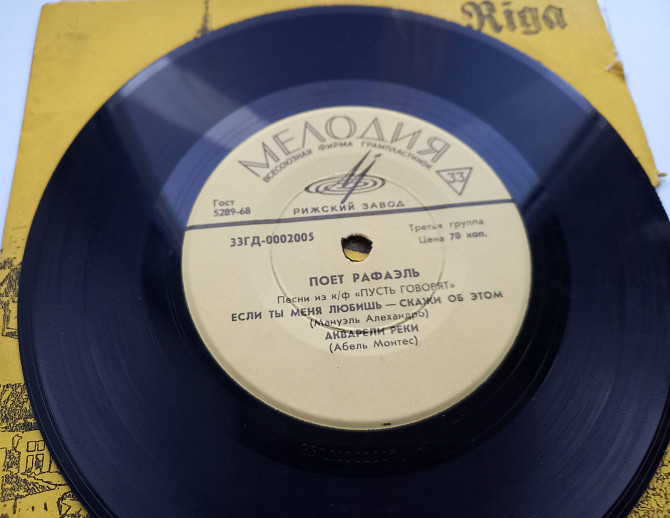 Riga
МЕЛОДИЯ
ВСЕСОЮЗНАЯ ФИРМА ГРАМПЛАСТИНОК
33
РИЖСКИЙ ЗАВОД
Гост
5289-68
33ГД-0002005
Третья группа.
Цена 70 коп.
ПОЕТ РАФАЭЛЬ
Песни из к/ф «ПУСТЬ ГОВОРЯТ»
ЕСЛИ ТЫ МЕНЯ ЛЮБИШЬ — СКАЖИ ОБ ЭТОМ
(Мануэль Алехандро)
АКВАРЕЛИ РЕКИ
(Абель Монтес)